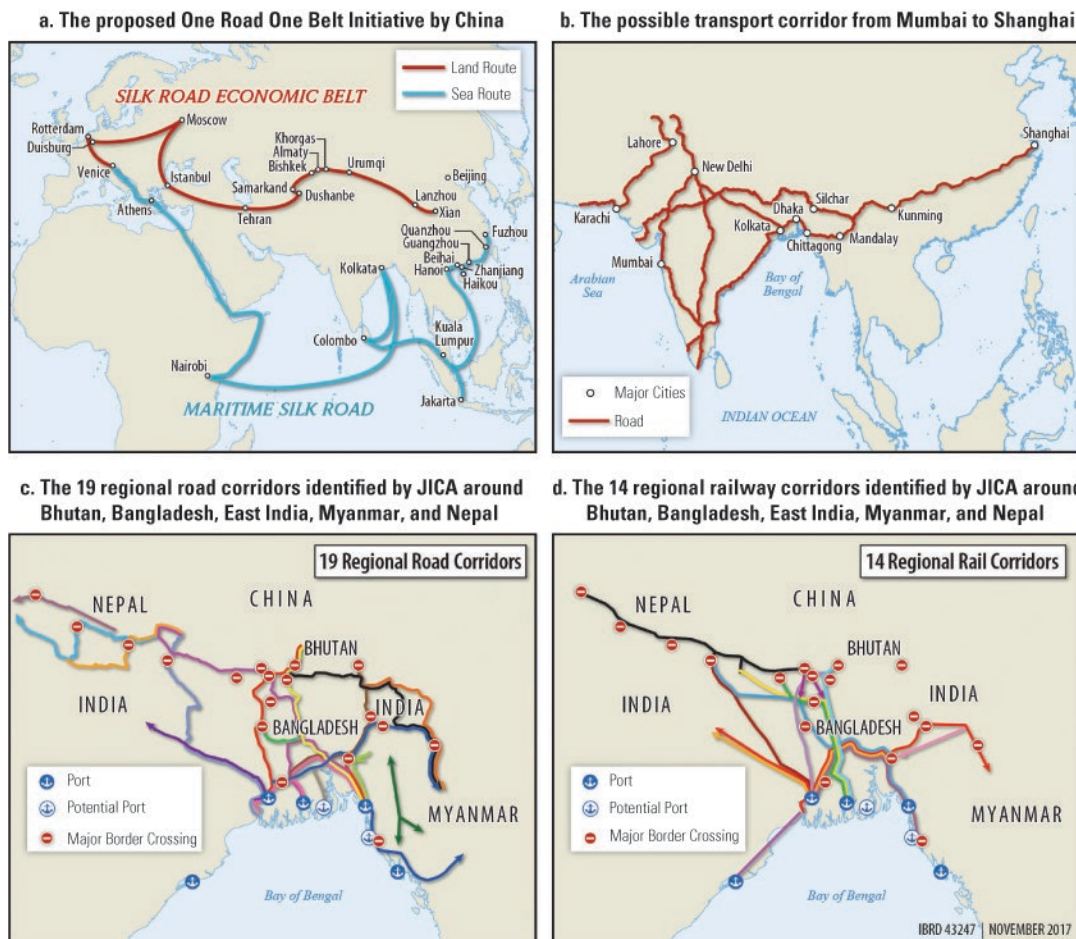 a. The proposed One Road One Belt Initiative by China
Land Route
Sea Route
SILK ROAD ECONOMIC BELT
Moscow
Rotterdam
Duisburg
Venice
Istanbul
Athens
Khorgas
Almaty
Bishkek
Urumqi
Beijing
Samarkand
Dushanbe
Tehran
Lanzhou
Xian
Quanzhou
Fuzhou
Guangzhou
Beihai
Hanoi
Zhanjiang
Haikou
Kolkata
Colombo
Kuala
Lumpur
Nairobi
Jakarta
MARITIME SILK ROAD
b. The possible transport corridor from Mumbai to Shanghai
Lahore
New Delhi
Shanghai
Karachi
Silchar
Dhaka
Kunming
Kolkata
Chittagong
Mandalay
Mumbai
Arabian
Sea
Bay of
Bengal
Major Cities
Road
INDIAN OCEAN
c. The 19 regional road corridors identified by JICA around
Bhutan, Bangladesh, East India, Myanmar, and Nepal
19 Regional Road Corridors
NEPAL
CHINA
BHUTAN
INDIA
INDIA
BANGLADESH
MYANMAR
Port
Potential Port
Major Border Crossing
Bay of Bengal
d. The 14 regional railway corridors identified by JICA around
Bhutan, Bangladesh, East India, Myanmar, and Nepal
14 Regional Rail Corridors
NEPAL
CHINA
BHUTAN
INDIA
INDIA
BANGLADESH
MYANMAR
Port
Potential Port
Major Border Crossing
Bay of Bengal
IBRD 43247 | NOVEMBER 2017